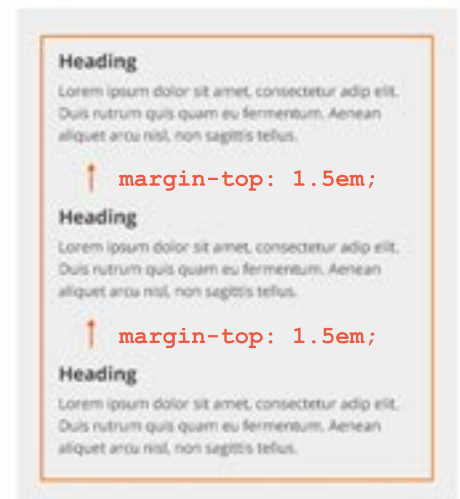 Heading
Lorem ipsum dolor sit amet, consectetur adip elit.
Duis rutrum quis quam eu fermentum. Aenean
aliquet arcu nisl, non sagittis tellus.
margin-top: 1.5em;
Heading
Lorem ipsum dolor sit amet, consectetur adip elit.
Duis rutrum quis quam eu fermentum. Aenean
aliquet arcu nisl, non sagittis tellus.
margin-top: 1.5em;
Heading
Lorem ipsum dolor sit amet, consectetur adip elit.
Duis rutrum quis quam eu fermentum. Aenean
aliquet arcu nisl, non sagittis tellus.